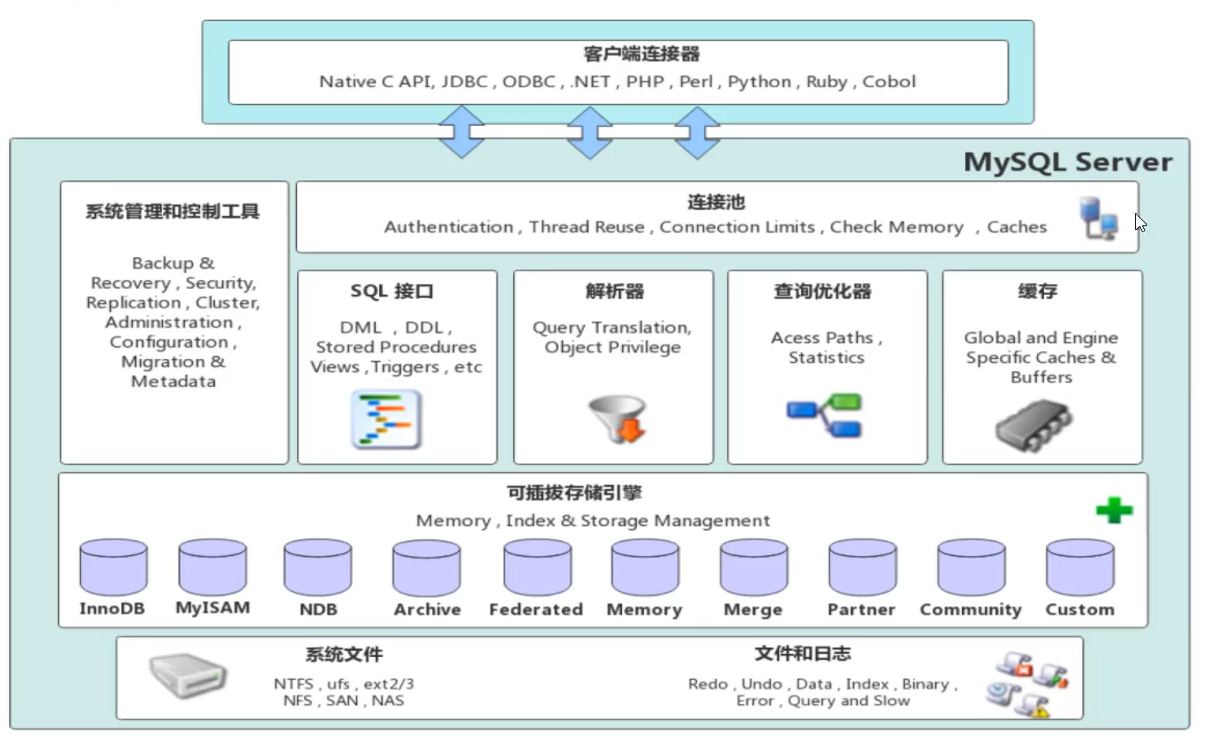 客户端连接器
Native C API, JDBC , ODBC , .NET , PHP , Perl , Python , Ruby , Cobol
MySQL Server
系统管理和控制工具
Backup &
Recovery , Security,
Replication , Cluster,
Administration ,
Configuration ,
Migration &
Metadata
连接池
Authentication , Thread Reuse , Connection Limits , Check Memory , Caches
SQL 接口
DML , DDL ,
Stored Procedures
Views ,Triggers , etc
解析器
Query Translation,
Object Privilege
查询优化器
Acess Paths ,
Statistics
缓存
Global and Engine
Specific Caches &
Buffers
可插拔存储引擎
Memory , Index & Storage Management
InnoDB
MyISAM
NDB
Archive
Federated
Memory
Merge
Partner
Community
Custom
系统文件
NTFS , ufs , ext2/3
NFS , SAN , NAS
文件和日志
Redo , Undo , Data , Index , Binary ,
Error , Query and Slow